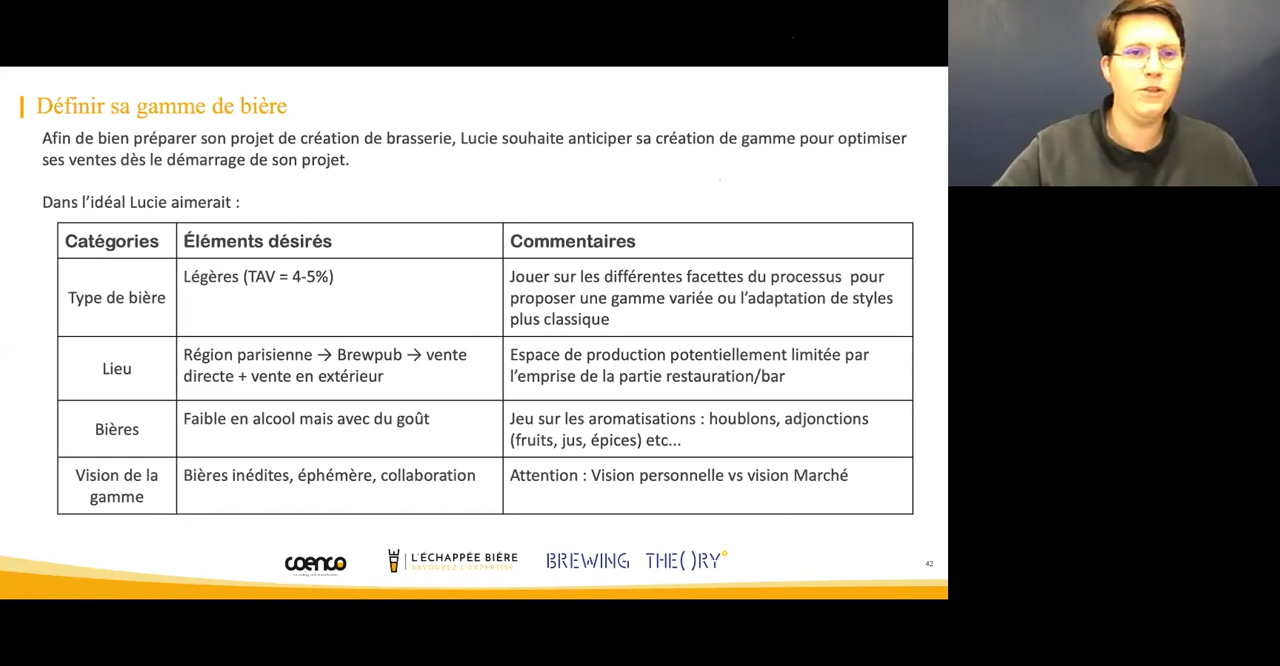 Définir sa gamme de bière
Afin de bien préparer son projet de création de brasserie, Lucie souhaite anticiper sa création de gamme pour optimiser
ses ventes dès le démarrage de son projet.
Dans l'idéal Lucie aimerait :
Catégories Éléments désirés Commentaires
Type de bière
Légères (TAV = 4-5%)
Jouer sur les différentes facettes du processus pour
proposer une gamme variée ou l'adaptation de styles
plus classique
Lieu
Région parisienne → Brewpub → vente
directe + vente en extérieur
Espace de production potentiellement limitée par
l'emprise de la partie restauration/bar
Bières
Faible en alcool mais avec du goût
Jeu sur les aromatisations : houblons, adjonctions
(fruits, jus, épices) etc...
Vision de la
gamme
Bières inédites, éphémère, collaboration
Attention : Vision personnelle vs vision Marché
coenco
L'ÉCHAPPÉE BIÈRE
SAVOUREZ L'EXPERTISE
BREWING THE()RY°
42